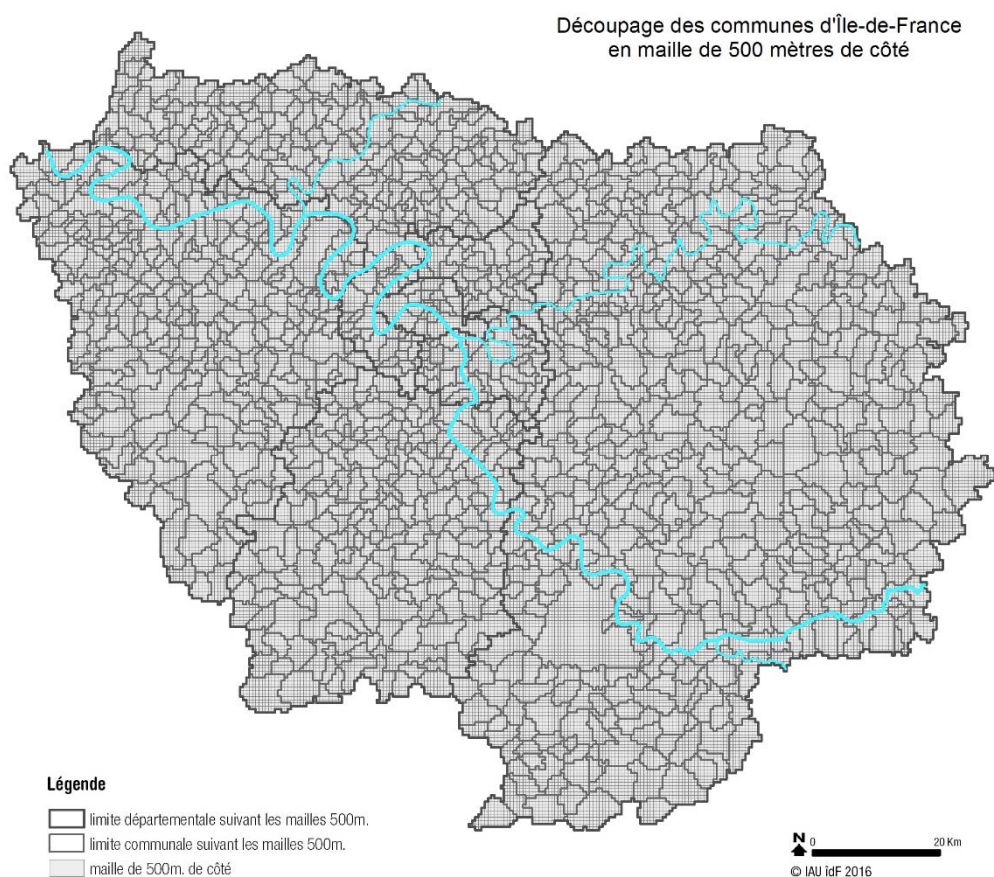 Découpage des communes d'Île-de-France
en maille de 500 mètres de côté
Légende
limite départementale suivant les mailles 500m.
limite communale suivant les mailles 500m.
maille de 500m. de côté
N 0 20 Km
© IAU îdF 2016